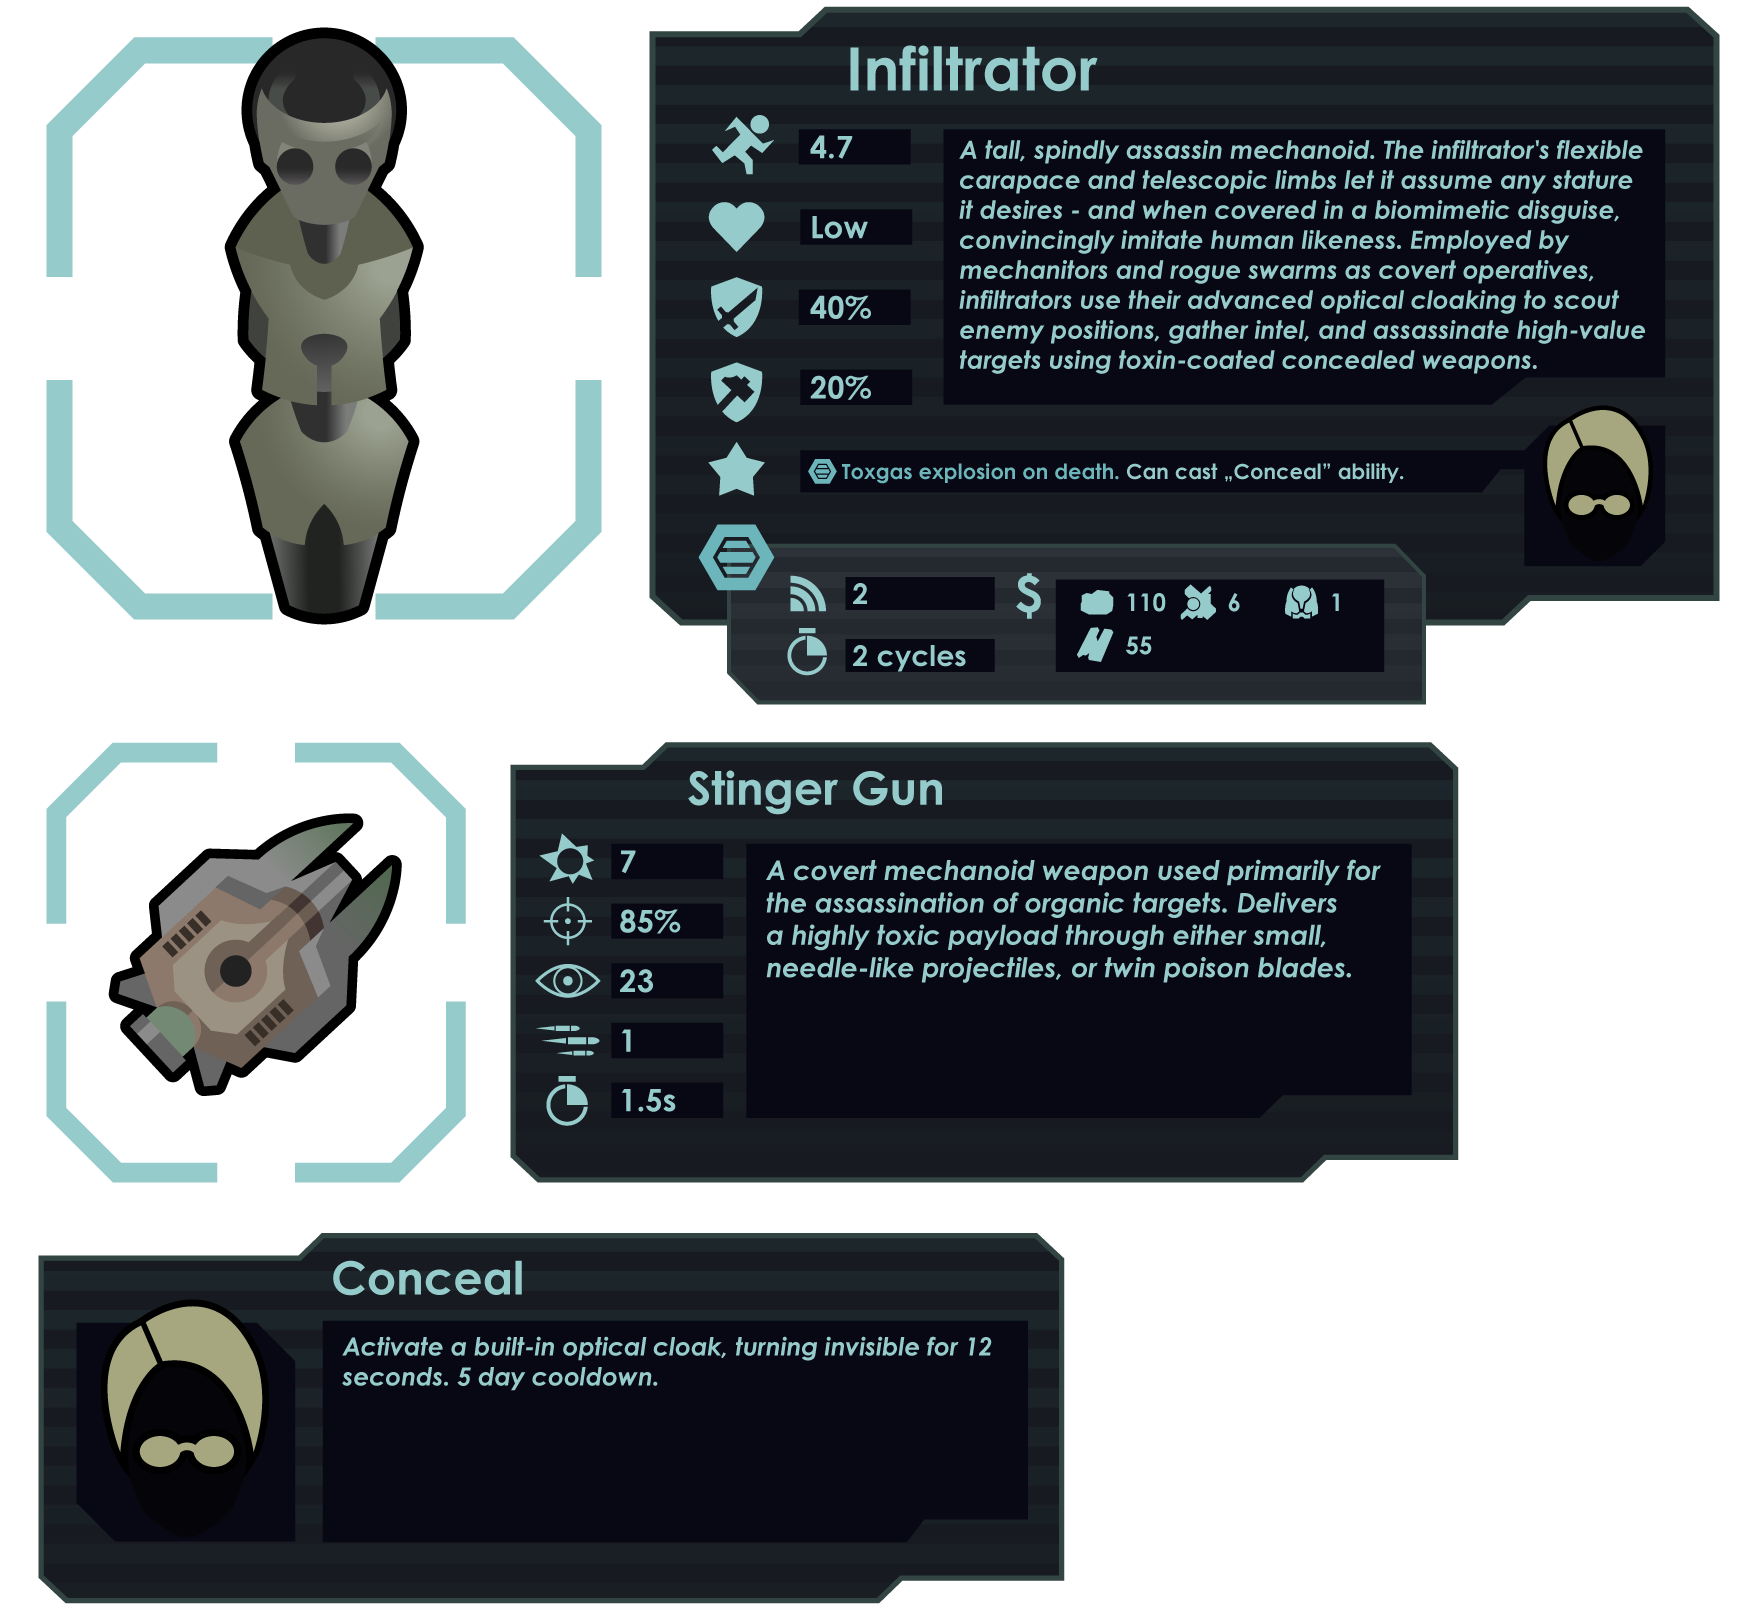 Infiltrator
4.7
Low
40%
20%
A tall, spindly assassin mechanoid. The infiltrator's flexible
carapace and telescopic limbs let it assume any stature
it desires - and when covered in a biomimetic disguise,
convincingly imitate human likeness. Employed by
mechanitors and rogue swarms as covert operatives,
infiltrators use their advanced optical cloaking to scout
enemy positions, gather intel, and assassinate high-value
targets using toxin-coated concealed weapons.
Toxgas explosion on death. Can cast „Conceal” ability.
2
2 cycles
$
110 6 1
55
Stinger Gun
7
85%
23
1
1.5s
A covert mechanoid weapon used primarily for
the assassination of organic targets. Delivers
a highly toxic payload through either small,
needle-like projectiles, or twin poison blades.
Conceal
Activate a built-in optical cloak, turning invisible for 12
seconds. 5 day cooldown.